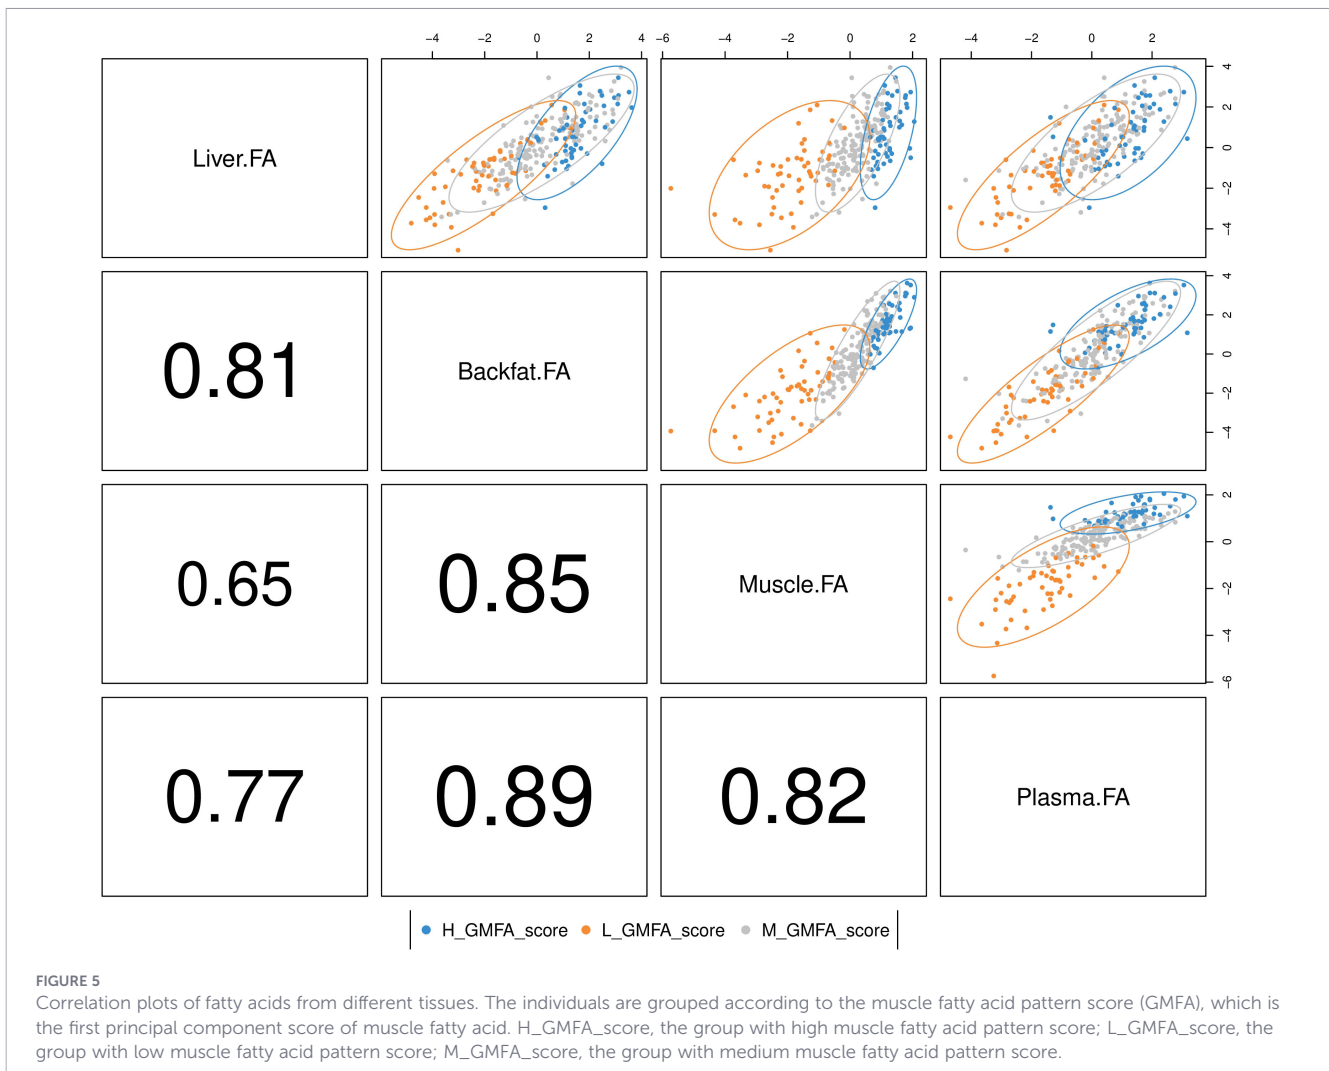 −4 −2 0 2 4 −6 −4 −2 0 2 −4 −2 0 2
Liver.FA
4 2 0 −2 −4
0.81
Backfat.FA
4 2 0 −2 −4
0.65
0.85
Muscle.FA
2 0 −2 −4 −6
0.77
0.89
0.82
Plasma.FA
H_GMFA_score L_GMFA_score M_GMFA_score
FIGURE 5
Correlation plots of fatty acids from different tissues. The individuals are grouped according to the muscle fatty acid pattern score (GMFA), which is
the first principal component score of muscle fatty acid. H_GMFA_score, the group with high muscle fatty acid pattern score; L_GMFA_score, the
group with low muscle fatty acid pattern score; M_GMFA_score, the group with medium muscle fatty acid pattern score.